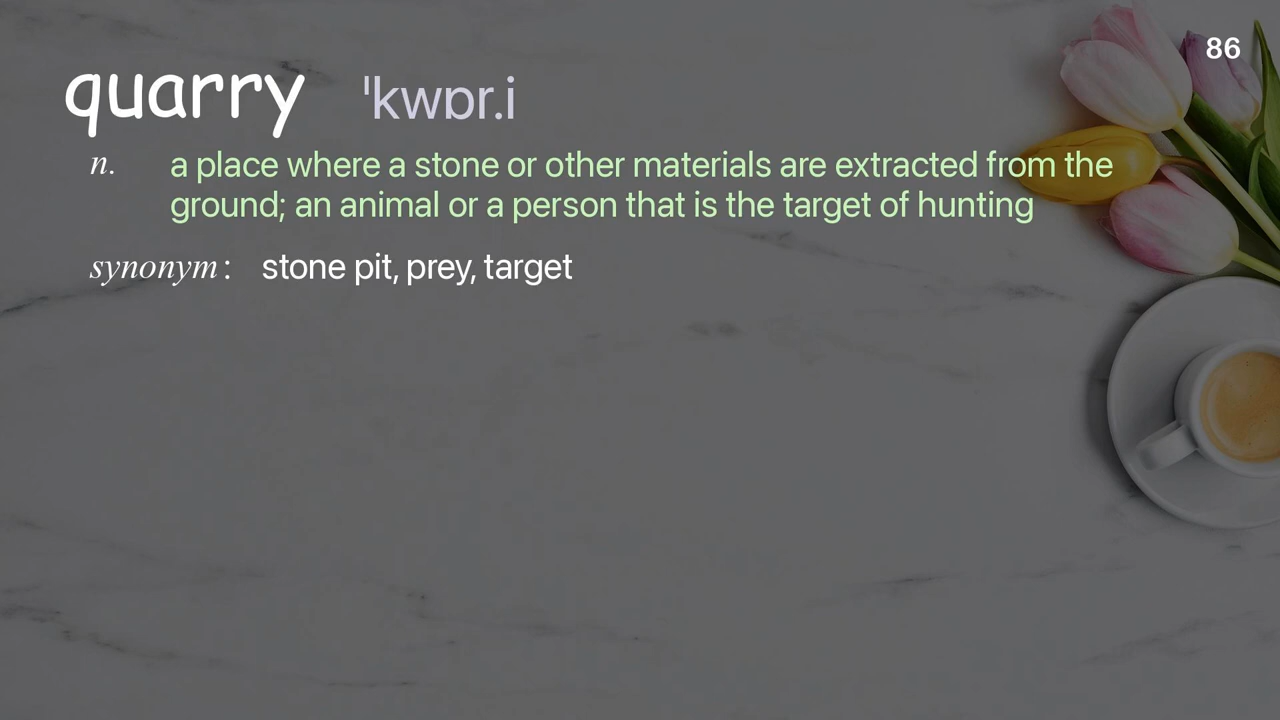 86
quarry ˈkwɒr.i
n. a place where a stone or other materials are extracted from the
ground; an animal or a person that is the target of hunting
synonym: stone pit, prey, target